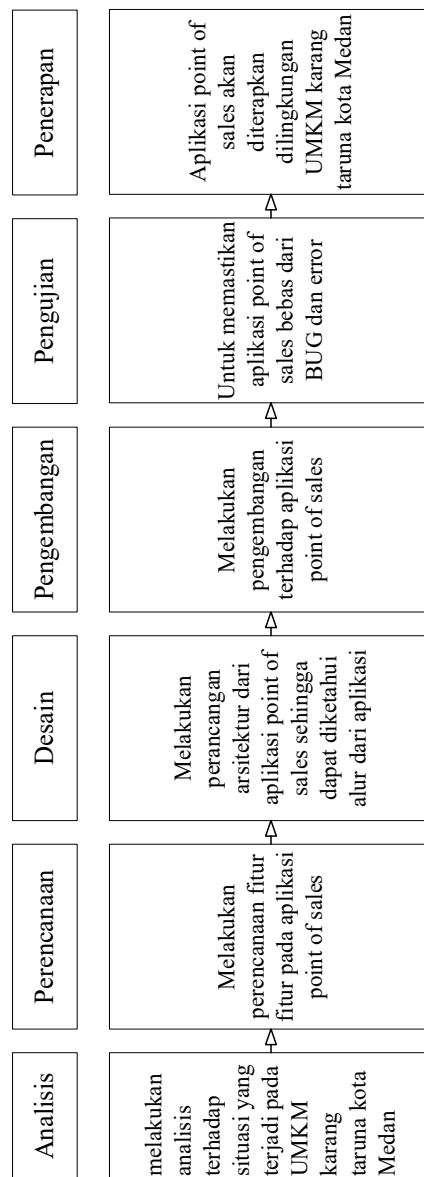 Analisis
melakukan
analisis
terhadap
situasi yang
terjadi pada
UMKM
karang
taruna kota
Medan
Perencanaan
Melakukan
perencanaan fitur
fitur pada aplikasi
point of sales
Desain
Melakukan
perancangan
arsitektur dari
aplikasi point of
sales sehingga
dapat diketahui
alur dari aplikasi
Pengembangan
Melakukan
pengembangan
terhadap aplikasi
point of sales
Pengujian
Untuk memastikan
aplikasi point of
sales bebas dari
BUG dan error
Penerapan
Aplikasi point of
sales akan
diterapkan
dilingkungan
UMKM karang
taruna kota Medan